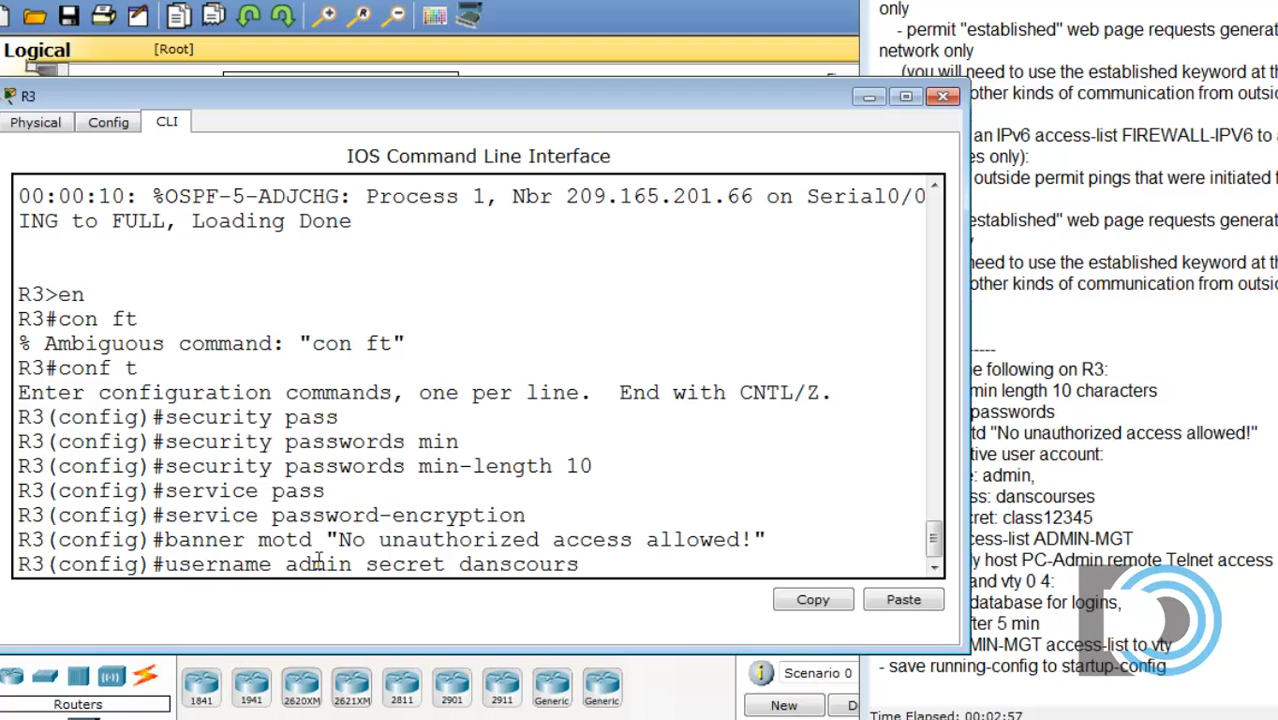 Logical
[Root]
R3
Physical
Config
CLI
IOS Command Line Interface
00:00:10: %OSPF-5-ADJCHG: Process 1, Nbr 209.165.201.66 on Serial0/0
ING to FULL, Loading Done
R3>en
R3#con ft
% Ambiguous command: "con ft"
R3#conf t
Enter configuration commands, one per line.  End with CNTL/Z.
R3(config)#security pass
R3(config)#security passwords min
R3(config)#security passwords min-length 10
R3(config)#service pass
R3(config)#service password-encryption
R3(config)#banner motd "No unauthorized access allowed!"
R3(config)#username admin secret danscours
Copy
Paste
only
- permit "established" web page requests generat
network only
(you will need to use the established keyword at th
other kinds of communication from outsi
an IPv6 access-list FIREWALL-IPV6 to
es only):
outside permit pings that were initiated f
established" web page requests generat
need to use the established keyword at th
other kinds of communication from outsi
-----
he following on R3:
min length 10 characters
passwords
td "No unauthorized access allowed!"
tive user account:
e: admin,
ss: danscourses
cret: class12345
ccess-list ADMIN-MGT
ly host PC-Admin remote Telnet access
and vty 0 4:
database for logins,
fter 5 min
DMIN-MGT access-list to vty
- save running-config to startup-config
Time Elapsed: 00:02:57
Routers
1841
1941
2620XM
2621XM
2811
2901
2911
Generic
Generic
Scenario 0
New